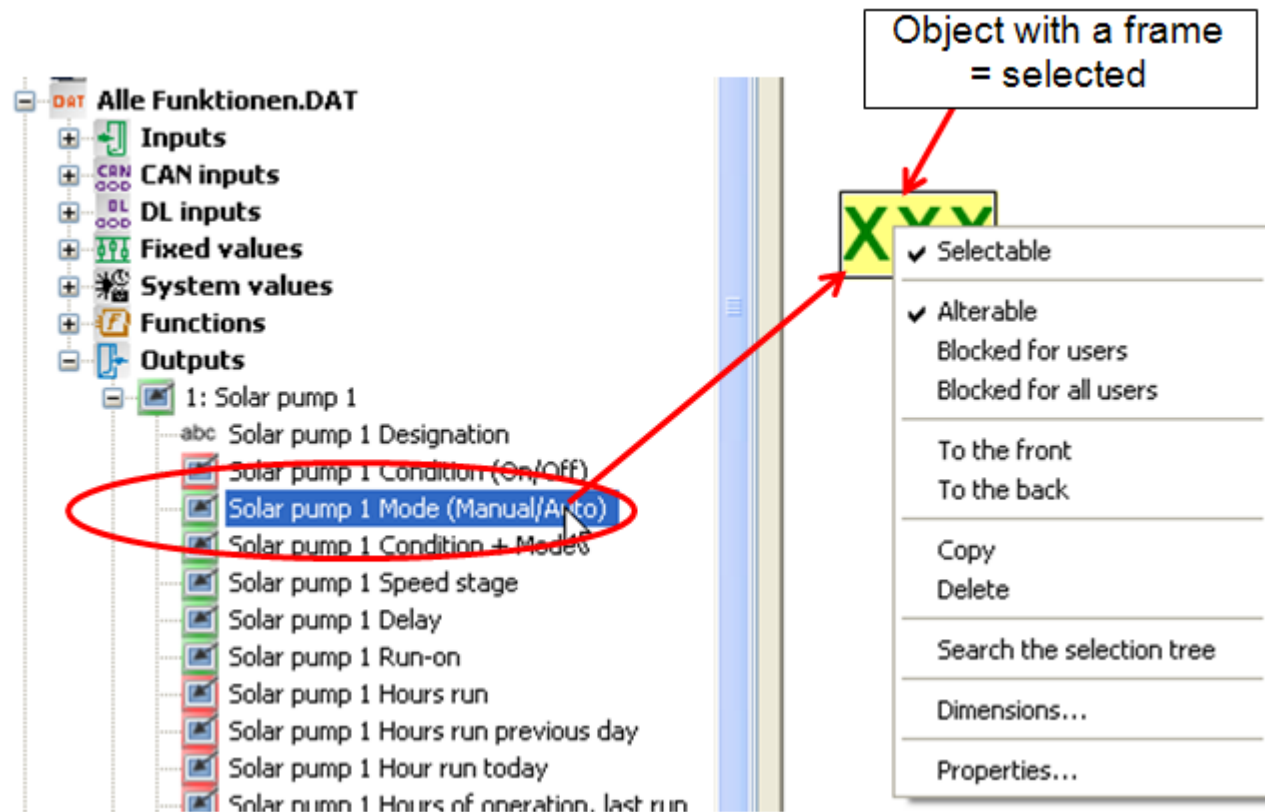 Object with a frame
= selected
DAT Alle Funktionen.DAT
Inputs
CAN CAN inputs
DL DL inputs
Fixed values
System values
Functions
Outputs
1: Solar pump 1
abc Solar pump 1 Designation
Solar pump 1 Condition (On/Off)
Solar pump 1 Mode (Manual/Auto)
Solar pump 1 Condition + Mode
Solar pump 1 Speed stage
Solar pump 1 Delay
Solar pump 1 Run-on
Solar pump 1 Hours run
Solar pump 1 Hours run previous day
Solar pump 1 Hour run today
Solar pump 1 Hours of operation, last run
XXX
Selectable
Alterable
Blocked for users
Blocked for all users
To the front
To the back
Copy
Delete
Search the selection tree
Dimensions...
Properties...